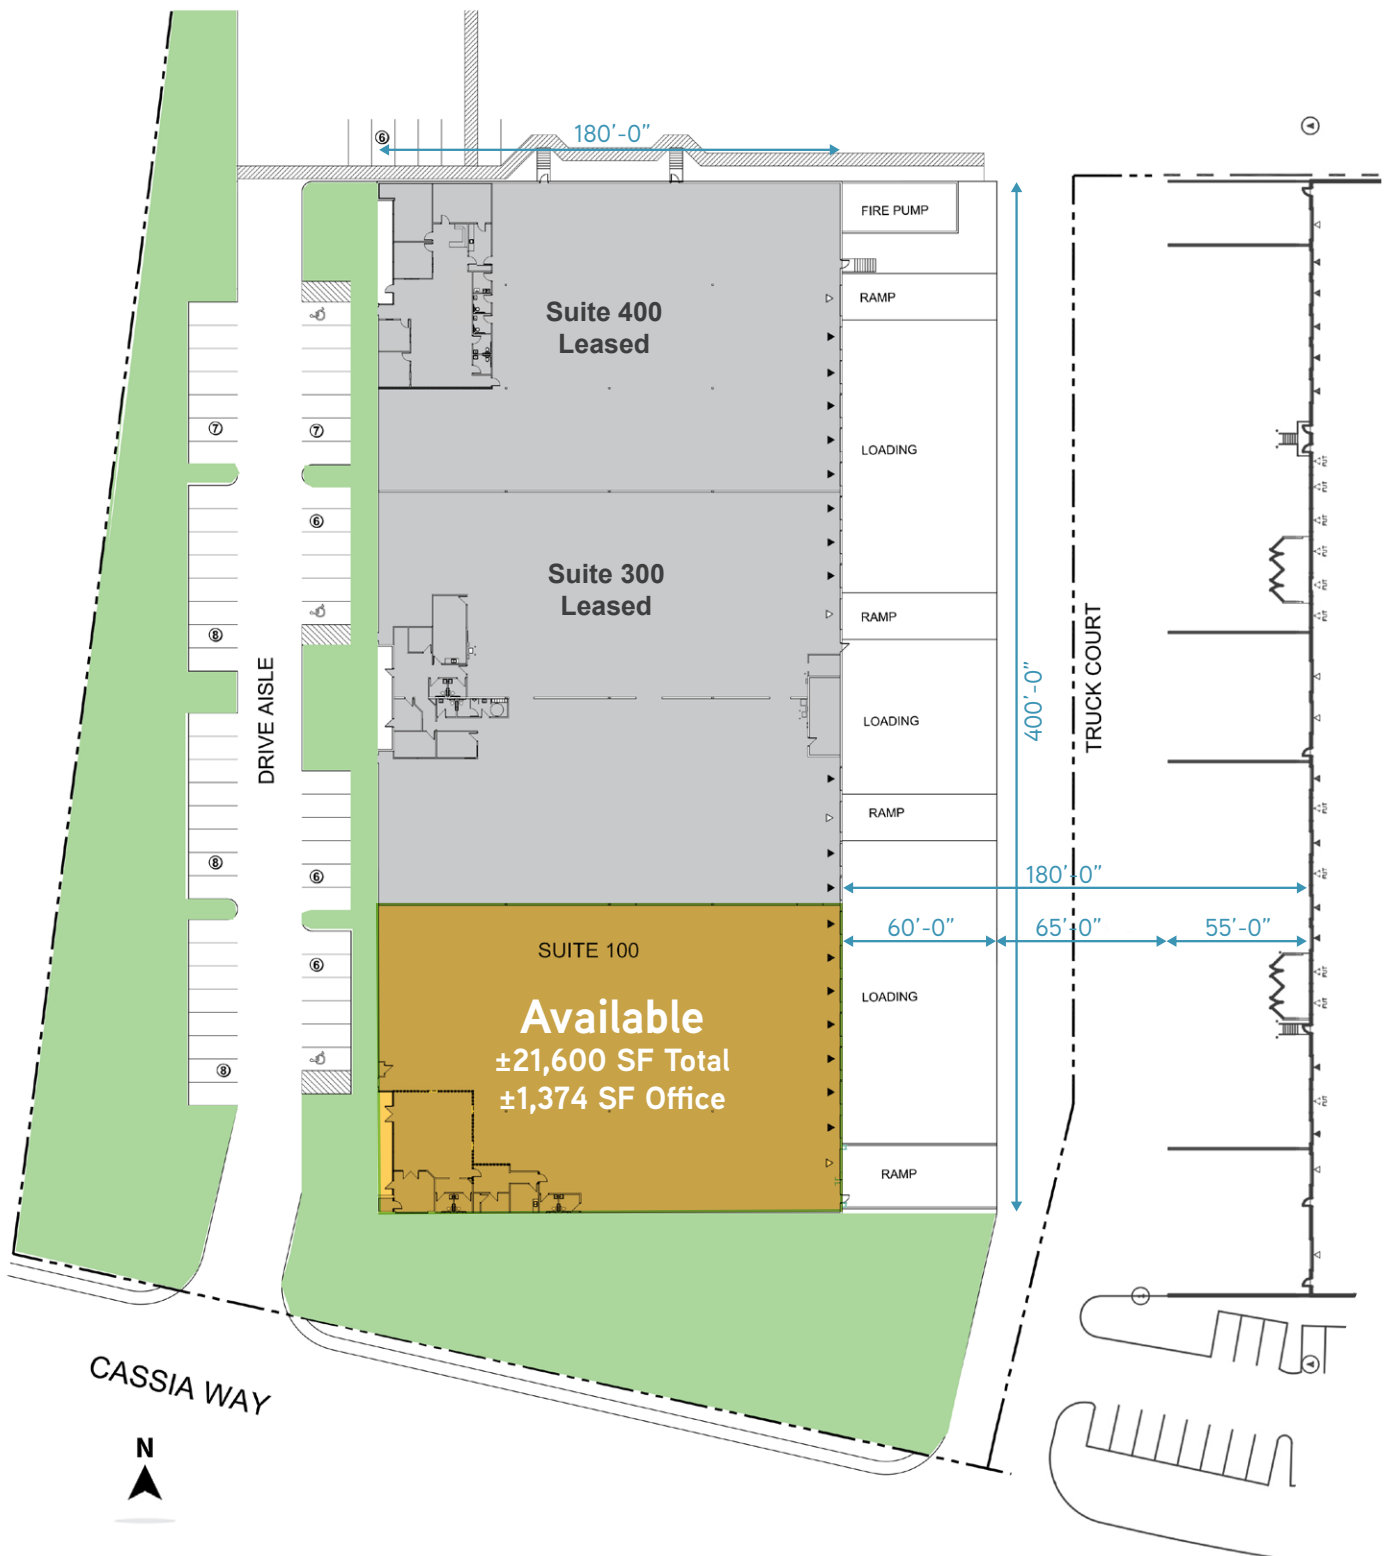 6
180'-0"
FIRE PUMP
RAMP
Suite 400
Leased
7
7
LOADING
6
Suite 300
Leased
RAMP
8
DRIVE AISLE
400'-0"
TRUCK COURT
LOADING
RAMP
8
6
180'-0"
60'-0"
65'-0"
55'-0"
SUITE 100
6
LOADING
Available
±21,600 SF Total
±1,374 SF Office
8
RAMP
CASSIA WAY
N